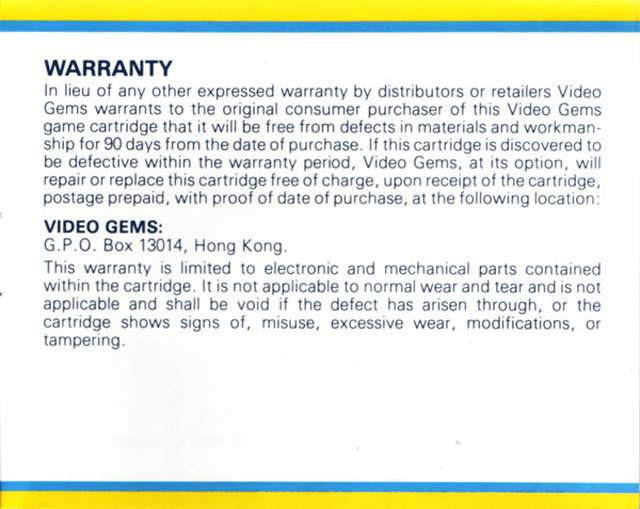 WARRANTY
In lieu of any other expressed warranty by distributors or retailers Video
Gems warrants to the original consumer purchaser of this Video Gems
game cartridge that it will be free from defects in materials and workman-
ship for 90 days from the date of purchase. If this cartridge is discovered to
be defective within the warranty period, Video Gems, at its option, will
repair or replace this cartridge free of charge, upon receipt of the cartridge,
postage prepaid, with proof of date of purchase, at the following location:
VIDEO GEMS:
G.P.O. Box 13014, Hong Kong.
This warranty is limited to electronic and mechanical parts contained
within the cartridge. It is not applicable to normal wear and tear and is not
applicable and shall be void if the defect has arisen through, or the
cartridge shows signs of, misuse, excessive wear, modifications, or
tampering.